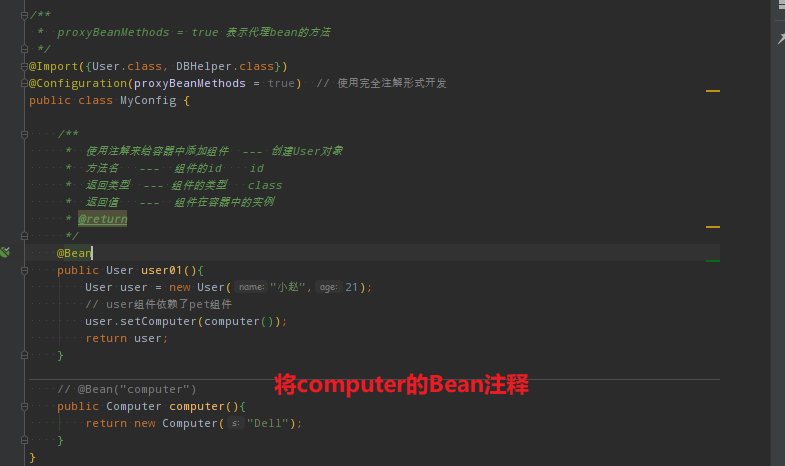 /**
 * proxyBeanMethods = true 表示代理bean的方法
 */
@Import({User.class, DBHelper.class})
@Configuration(proxyBeanMethods = true)  // 使用完全注解形式开发
public class MyConfig {
    /**
     * 使用注解来给容器中添加组件 --- 创建User对象
     * 方法名 --- 组件的id id
     * 返回类型 --- 组件的类型 class
     * 返回值 --- 组件在容器中的实例
     * @return
     */
    @Bean
    public User user01(){
        User user = new User( name: "小赵", age: 21);
        // user组件依赖了pet组件
        user.setComputer(computer());
        return user;
    }
将computer的Bean注释
    // @Bean("computer")
    public Computer computer(){
        return new Computer( s: "Dell");
    }
}